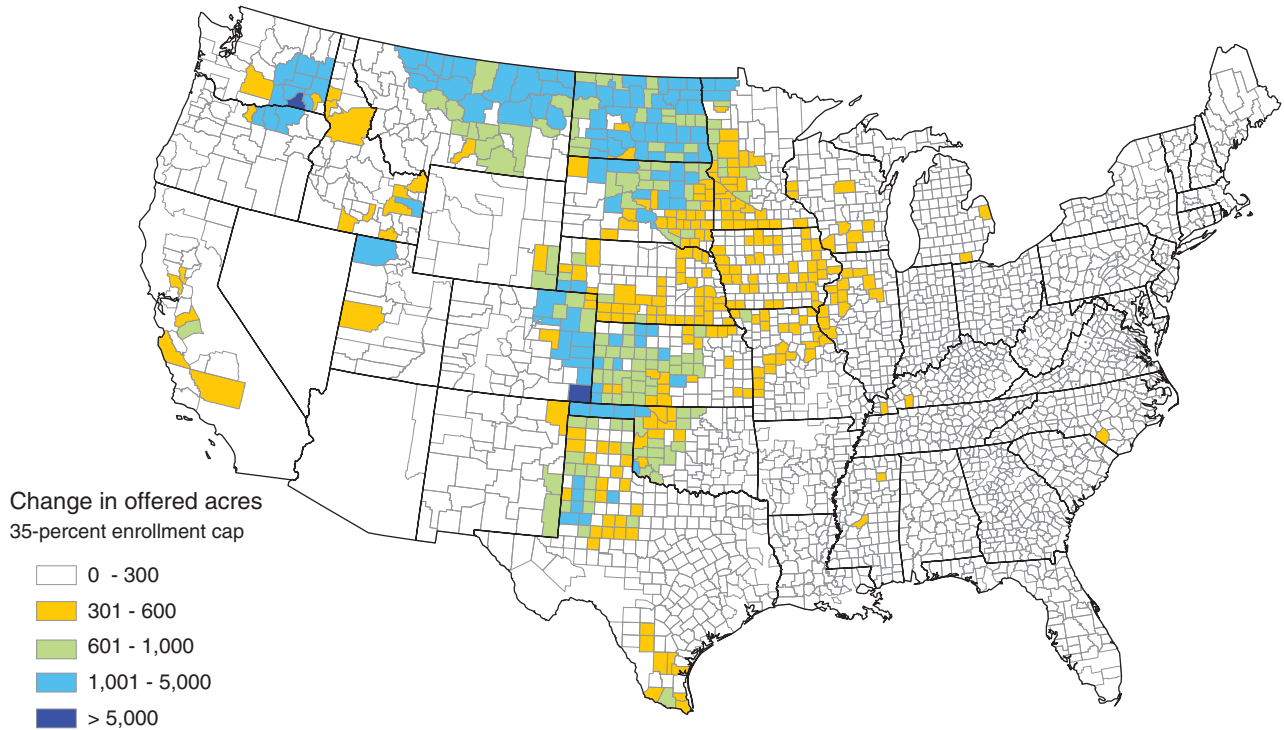 Change in offered acres
35-percent enrollment cap
0 - 300
301 - 600
601 - 1,000
1,001 - 5,000
> 5,000